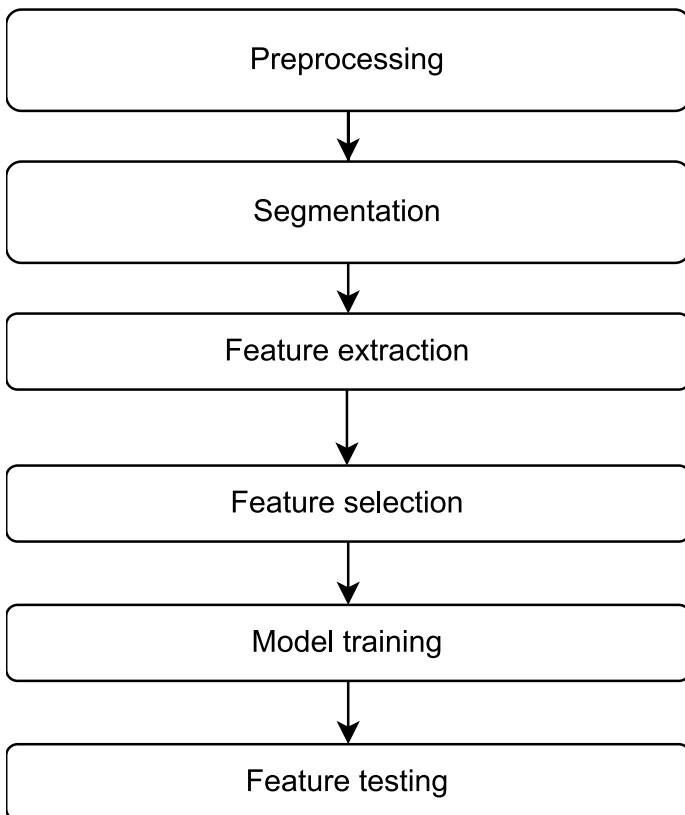 Preprocessing
Segmentation
Feature extraction
Feature selection
Model training
Feature testing